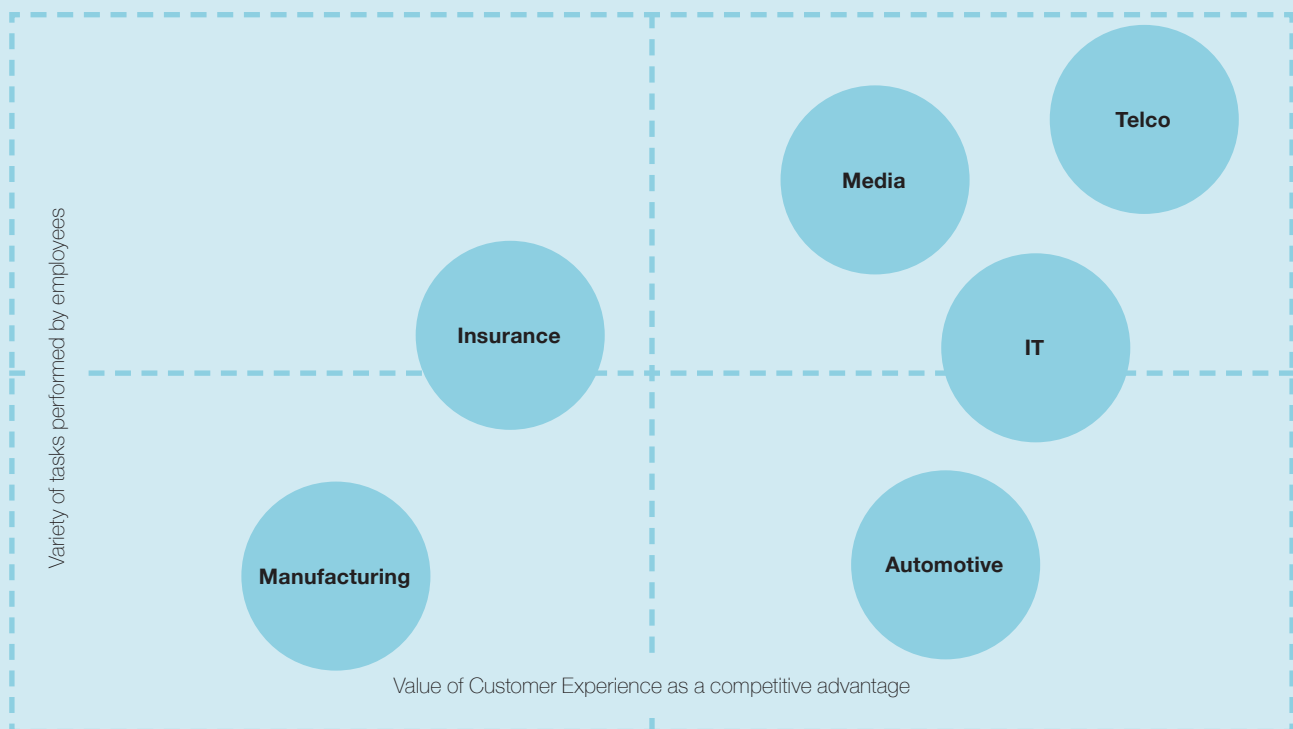 Telco
Media
Insurance
IT
Variety of tasks performed by employees
Automotive
Manufacturing
Value of Customer Experience as a competitive advantage